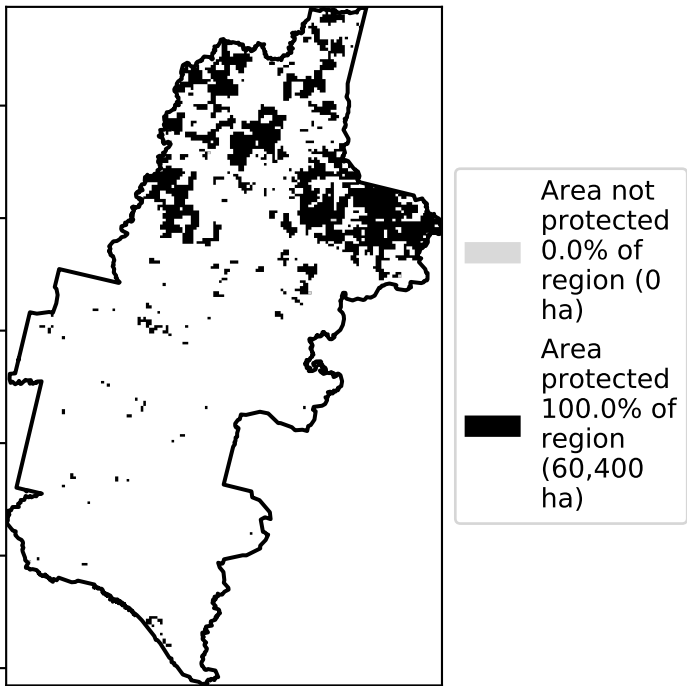 Area not
protected
0.0% of
region (0
ha)
Area
protected
100.0% of
region
(60,400
ha)